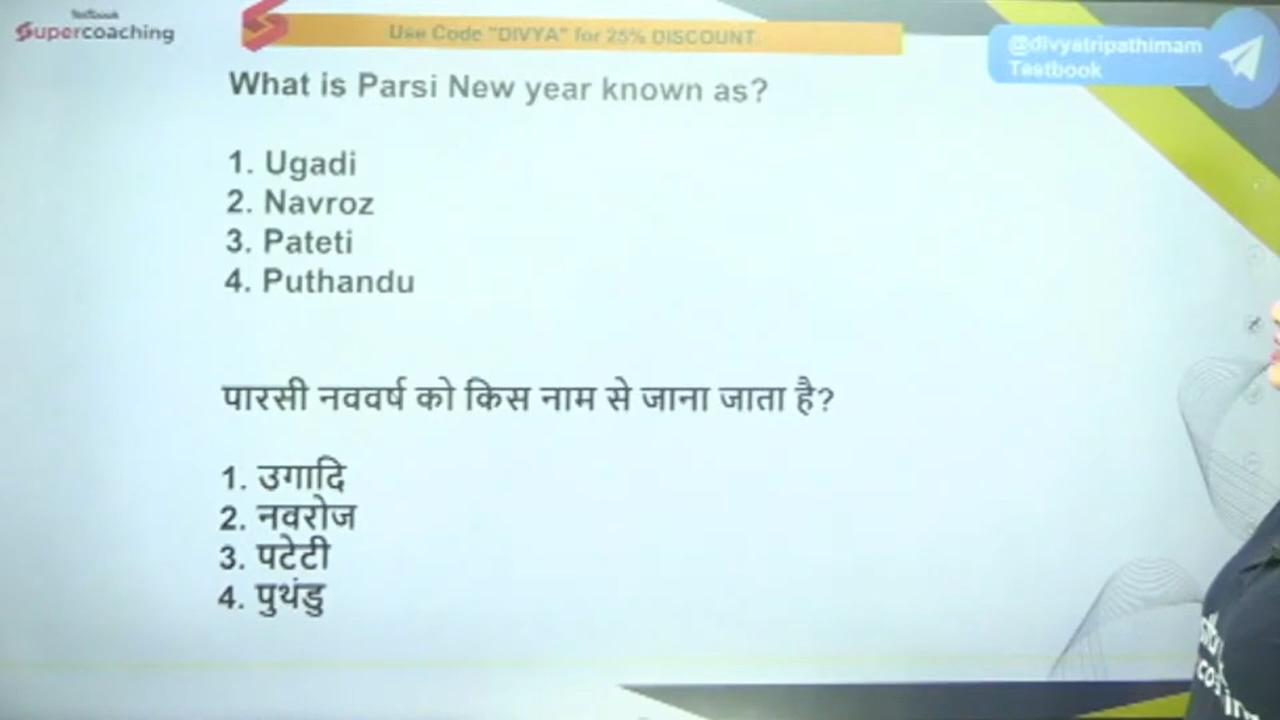 testbook
Supercoaching
Use Code "DIVYA" for 25% DISCOUNT
@divyatripathimam
Testbook
What is Parsi New year known as?
1. Ugadi
2. Navroz
3. Pateti
4. Puthandu
पारसी नववर्ष को किस नाम से जाना जाता है?
1. उगादि
2. नवरोज
3. पटेटी
4. पुथंडु